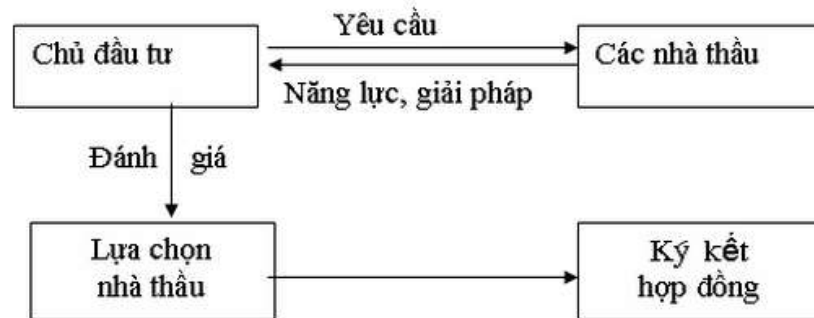 Yêu cầu
Chủ đầu tư
Các nhà thầu
Năng lực, giải pháp
Đánh giá
Lựa chọn
nhà thầu
Ký kết
hợp đồng